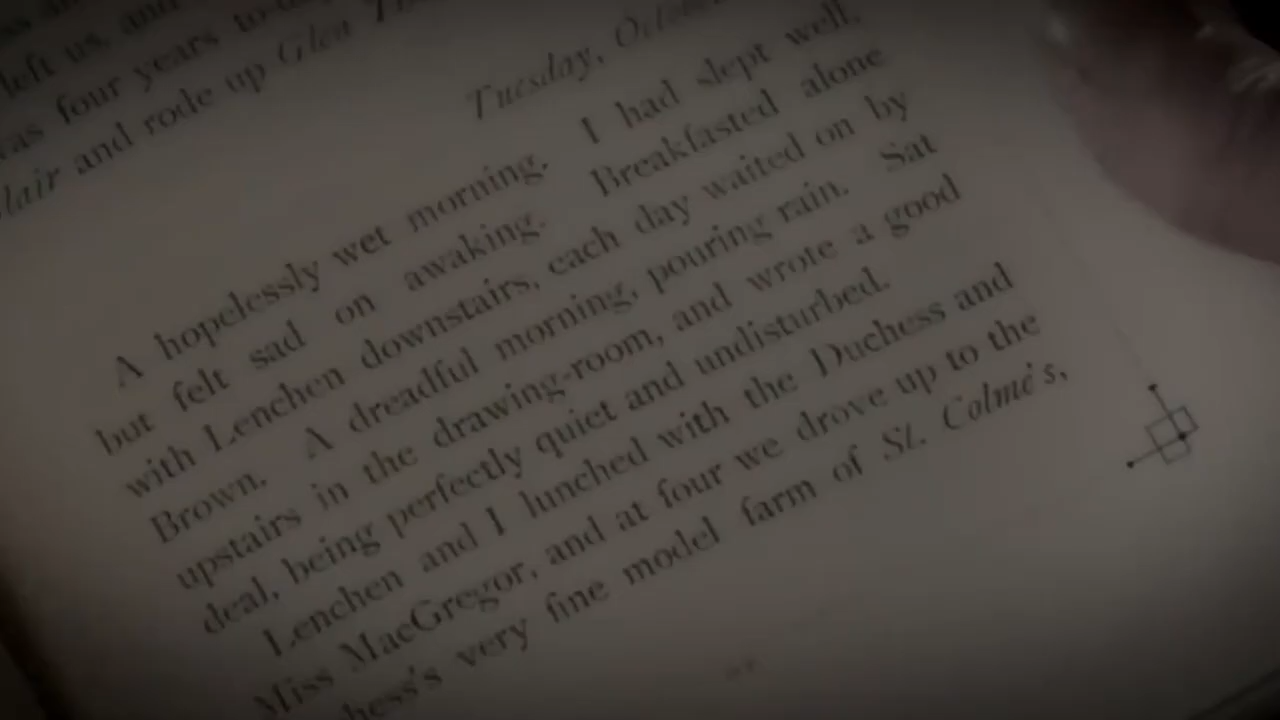 left us, and
was four years to-day
lair and rode up Glen
Tuesday, October
A hopelessly wet morning. I had slept well,
but felt sad on awaking. Breakfasted alone
with Lenchen downstairs, each day waited on by
Brown. A dreadful morning, pouring rain. Sat
upstairs in the drawing-room, and wrote a good
deal, being perfectly quiet and undisturbed.
Lenchen and I lunched with the Duchess and
Miss MacGregor, and at four we drove up to the
hess's very fine model farm of St. Colme's,